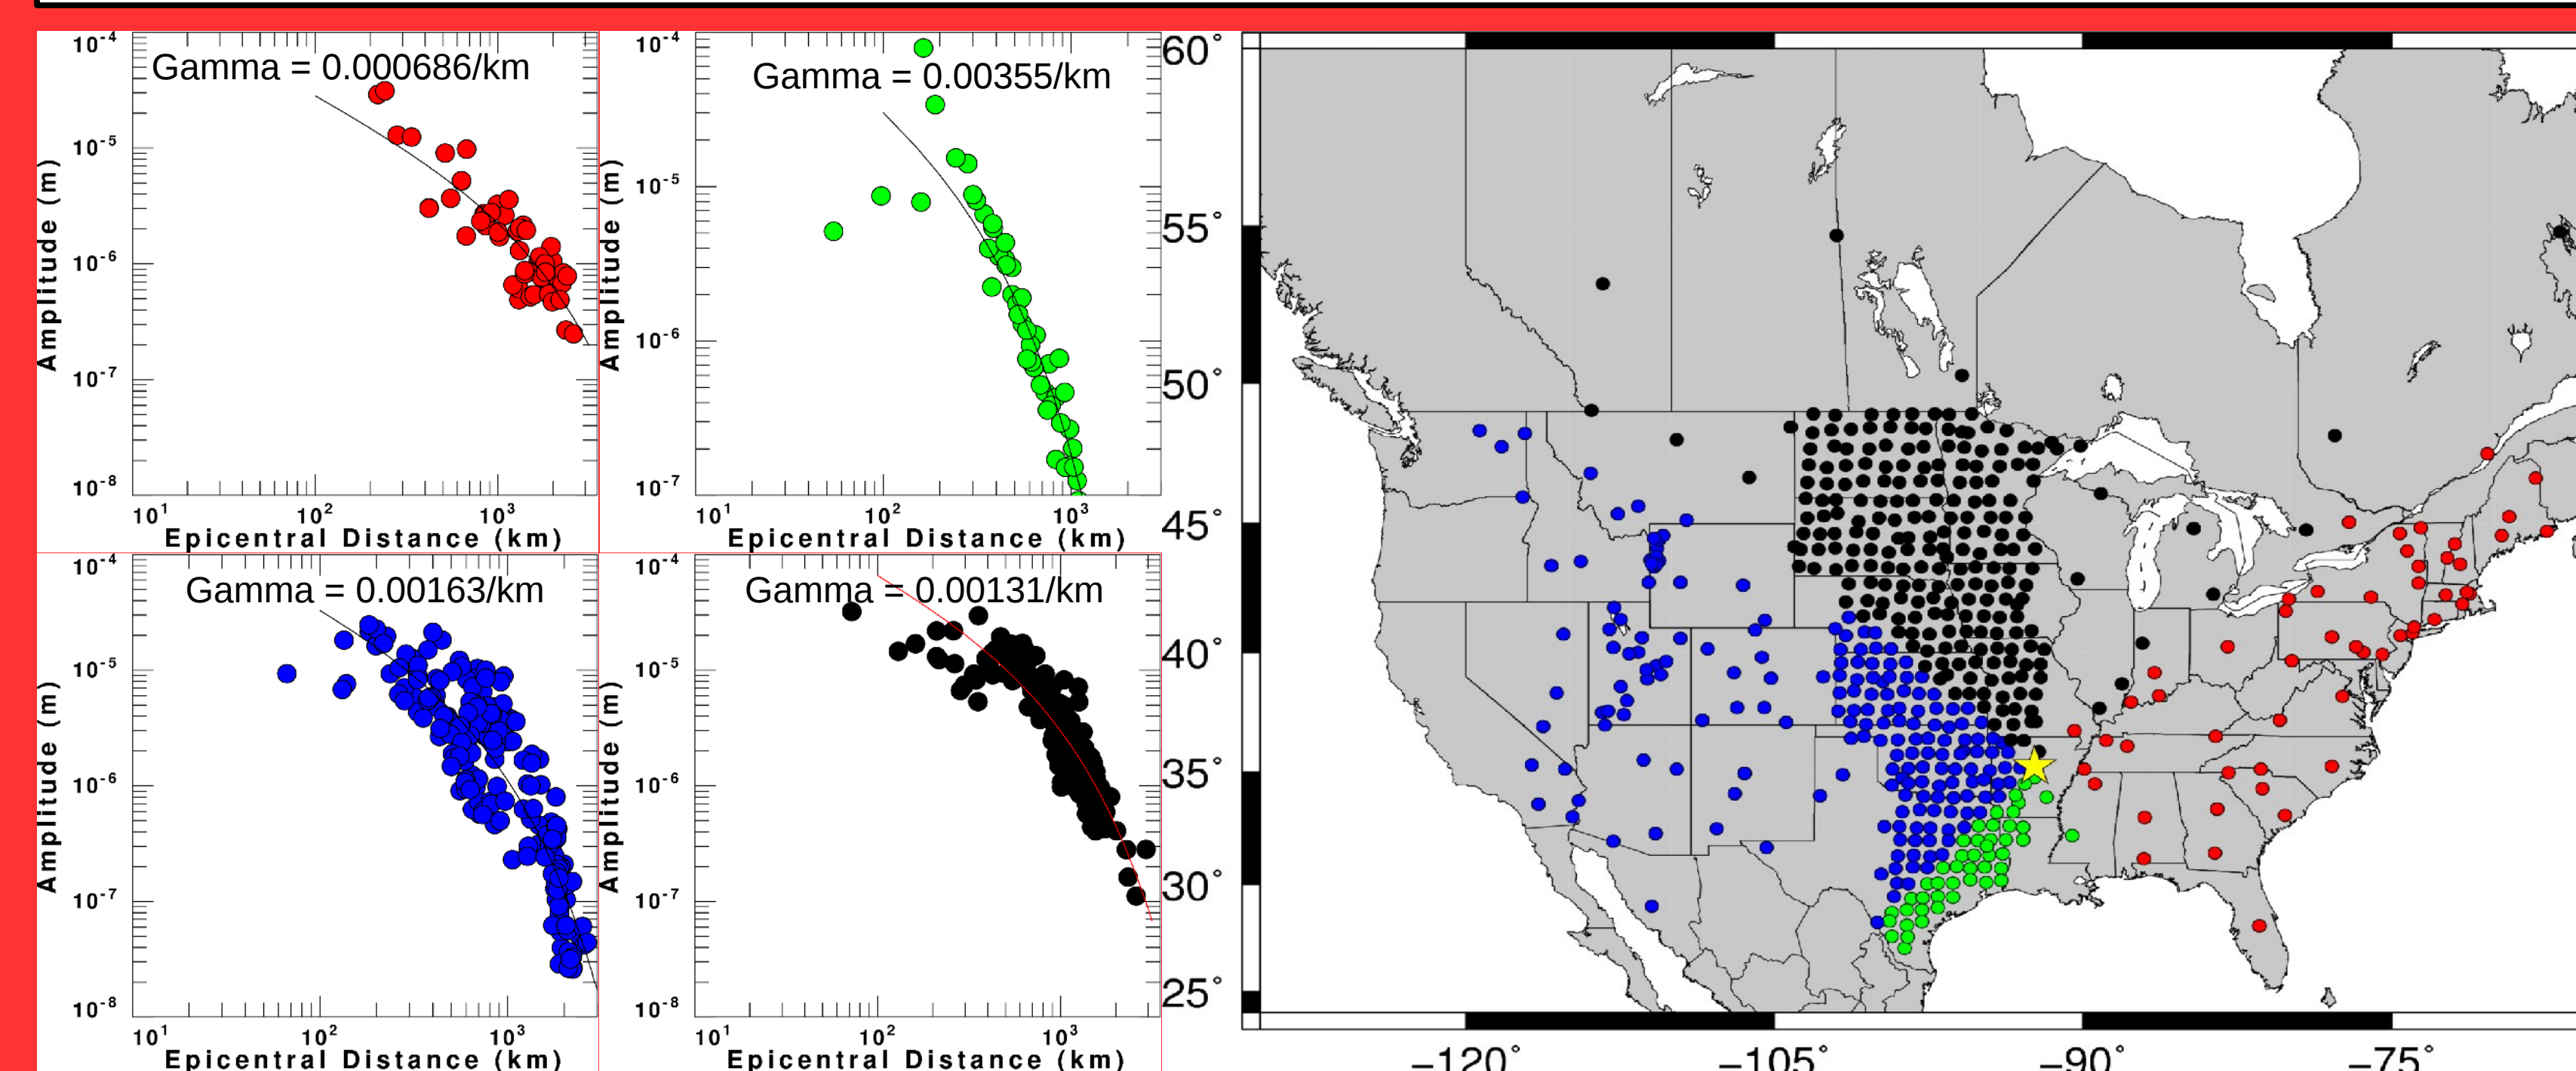 Gamma = 0.000686/km
10-4
10-5
10-6
10-7
10-8
Amplitude (m)
101 102 103
Epicentral Distance (km)
Gamma = 0.00355/km
10-4
10-5
10-6
10-7
Amplitude (m)
101 102 103
Epicentral Distance (km)
Gamma = 0.00163/km
10-4
10-5
10-6
10-7
10-8
Amplitude (m)
101 102 103
Epicentral Distance (km)
Gamma = 0.00131/km
10-4
10-5
10-6
10-7
10-8
Amplitude (m)
101 102 103
Epicentral Distance (km)
60°
55°
50°
45°
40°
35°
30°
25°
−120° −105° −90° −75°